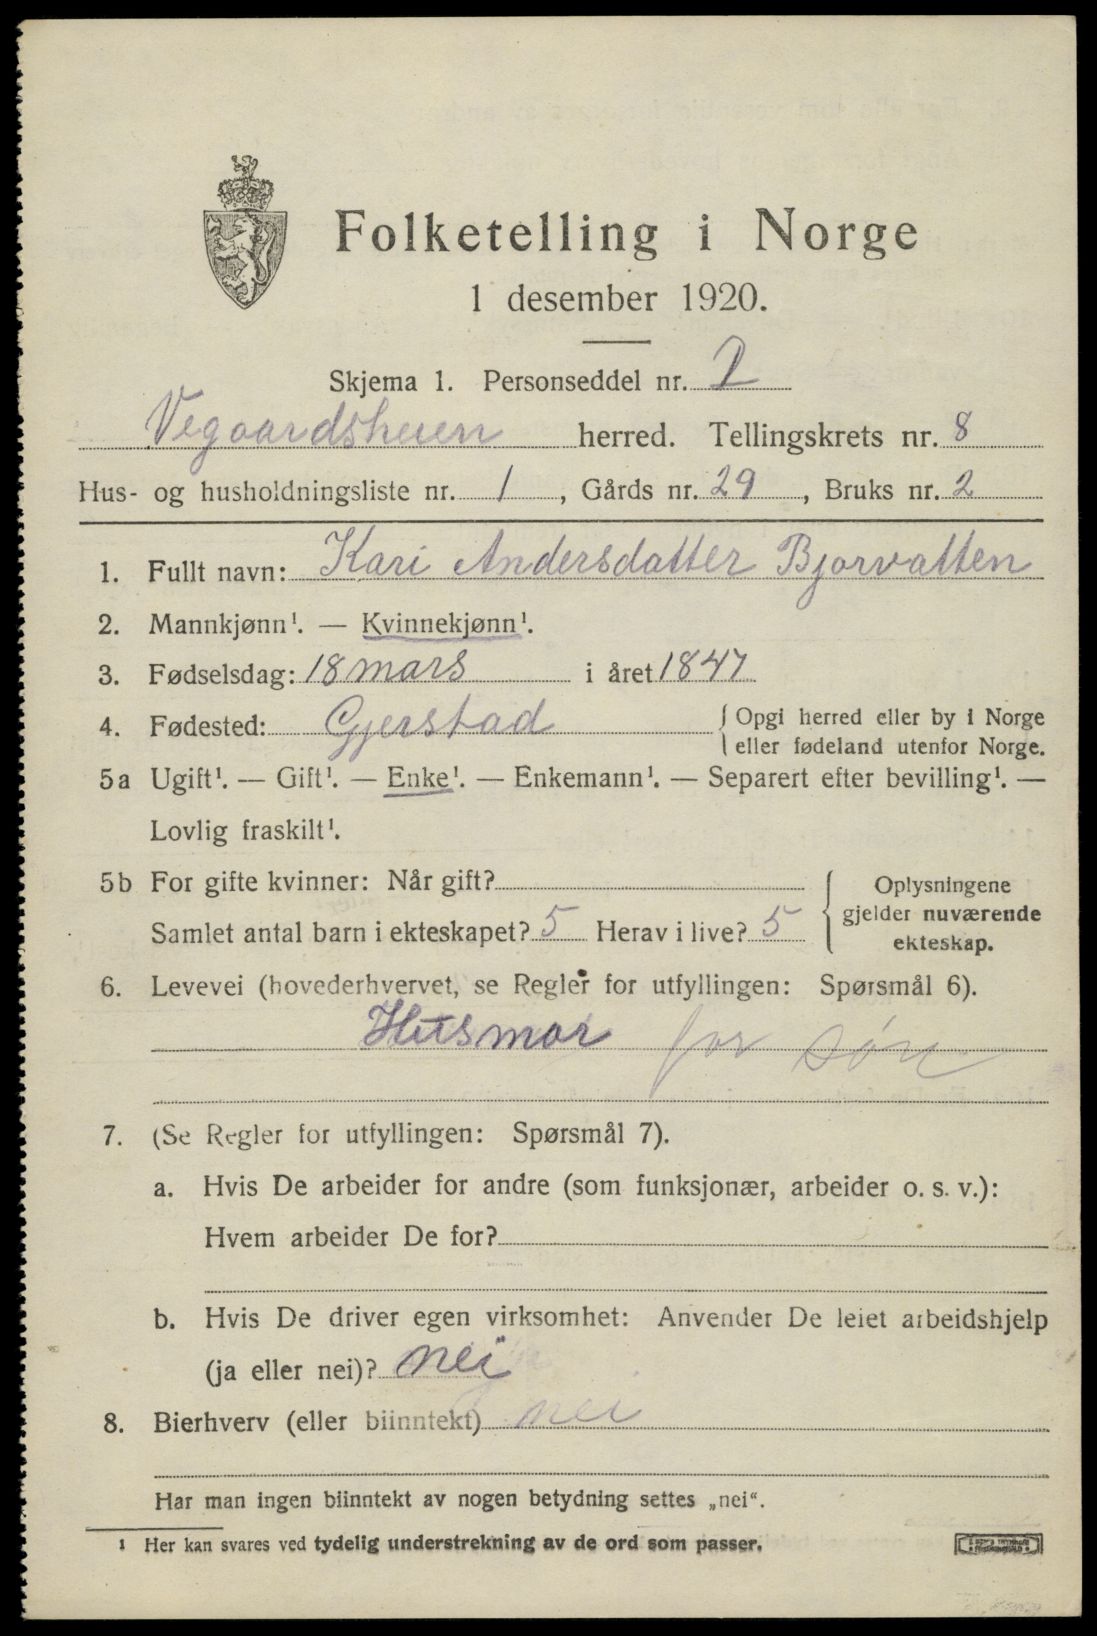 Folketelling i Norge
1 desember 1920.
Skjema 1. Personseddel nr. 2
Vegaardsheien herred. Tellingskrets nr. 8
Hus- og husholdningsliste nr. 1, Gårds nr. 29, Bruks nr. 2
1. Fullt navn: Kari Andersdatter Bjorvatten
2. Mannkjønn¹. — Kvinnekjønn¹.
3. Fødselsdag: 18 mars i året 1847
4. Fødested: Gjerstad { Opgi herred eller by i Norge
eller fødeland utenfor Norge.
5a Ugift¹. — Gift¹. — Enke¹. — Enkemann¹. — Separert efter bevilling¹. —
Lovlig fraskilt¹.
5b For gifte kvinner: Når gift?
Samlet antal barn i ekteskapet? 5 Herav i live? 5
{ Oplysningene
gjelder nuværende
ekteskap.
6. Levevei (hovederhvervet, se Regler for utfyllingen: Spørsmål 6).
Husmor for søn
7. (Se Regler for utfyllingen: Spørsmål 7).
a. Hvis De arbeider for andre (som funksjonær, arbeider o. s. v.):
Hvem arbeider De for?
b. Hvis De driver egen virksomhet: Anvender De leiet arbeidshjelp
(ja eller nei)? nei
8. Bierhverv (eller biinntekt) nei
Har man ingen biinntekt av nogen betydning settes „nei“.
¹ Her kan svares ved tydelig understrekning av de ord som passer.